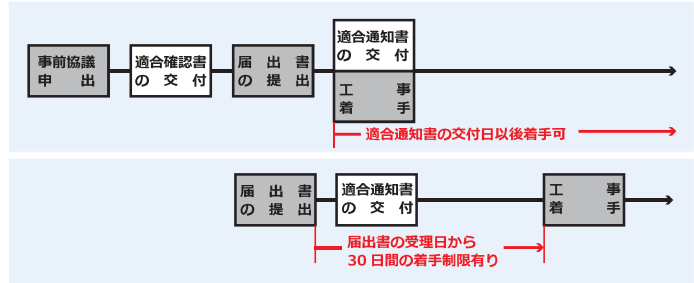 事前協議
申出
適合確認書
の交付
届出書
の提出
適合通知書
の交付
工事
着手
適合通知書の交付日以後着手可
届出書
の提出
適合通知書
の交付
工事
着手
届出書の受理日から
30日間の着手制限有り